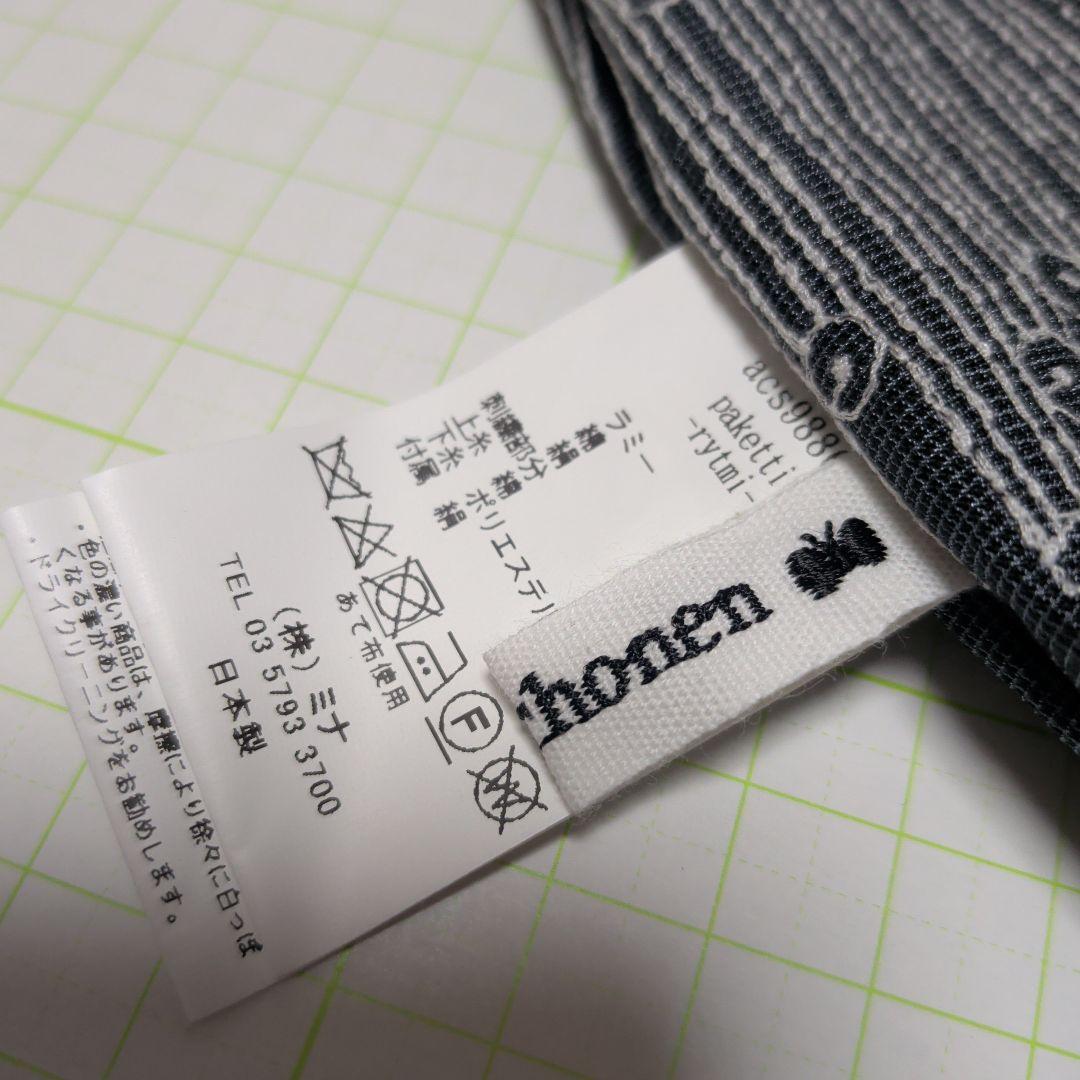 acs988
paketti
-rytmi-
ラミー
綿 絹
刺繍部分
上糸 綿
下糸 ポリエステル
付属 絹
あて布使用
F
W
(株)ミナ
TEL 03 5793 3700
日本製
・色の濃い商品は、摩擦により徐々に白っぽ
くなる事があります。
・ドライクリーニングをお勧めします。
honen